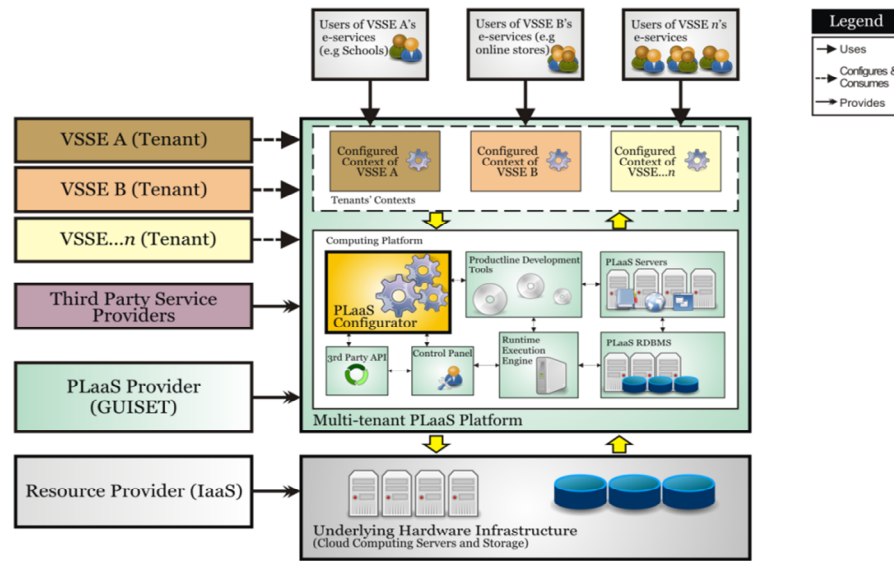 Users of VSSE A's
e-services
(e.g Schools)
Users of VSSE B's
e-services (e.g
online stores)
Users of VSSE n's
e-services
Legend
Uses
Configures &
Consumes
Provides
VSSE A (Tenant)
VSSE B (Tenant)
VSSE...n (Tenant)
Third Party Service
Providers
PLaaS Provider
(GUISET)
Resource Provider (IaaS)
Configured
Context of
VSSE A
Configured
Context of
VSSE B
Configured
Context of
VSSE...n
Tenants' Contexts
Computing Platform
PLaaS
Configurator
Productline Development
Tools
PLaaS Servers
3rd Party API
Control Panel
Runtime
Execution
Engine
PLaaS RDBMS
Multi-tenant PLaaS Platform
Underlying Hardware Infrastructure
(Cloud Computing Servers and Storage)